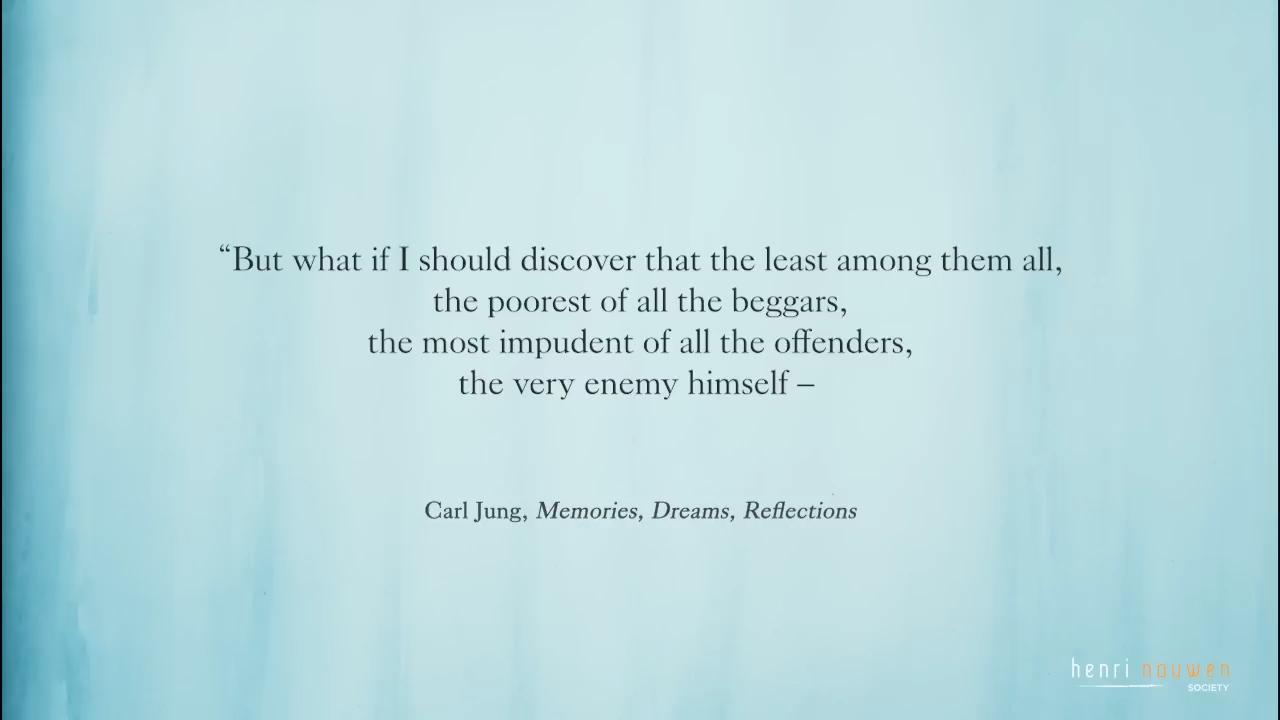 “But what if I should discover that the least among them all,
the poorest of all the beggars,
the most impudent of all the offenders,
the very enemy himself –
Carl Jung, Memories, Dreams, Reflections
henri nouwen
SOCIETY